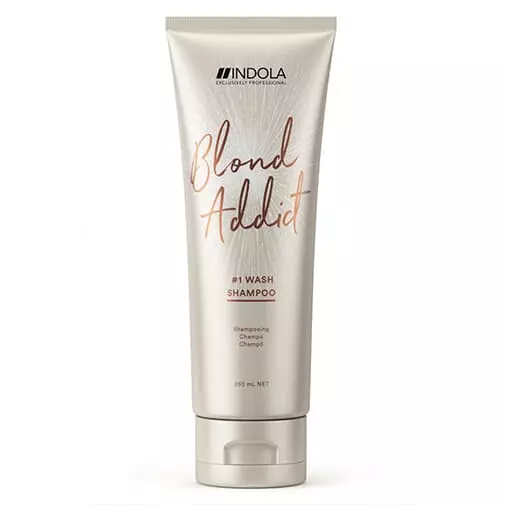 INDOLA
EXCLUSIVELY PROFESSIONAL
Blond
Addict
#1 WASH
SHAMPOO
Shampooing
Champú
Champô
250 mL NET